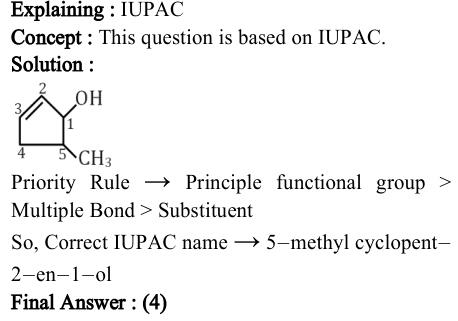 Explaining : IUPAC
Concept : This question is based on IUPAC.
Solution :
2
OH
3
1
4
5
CH₃
Priority Rule → Principle functional group >
Multiple Bond > Substituent
So, Correct IUPAC name → 5−methyl cyclopent−
2−en−1−ol
Final Answer : (4)